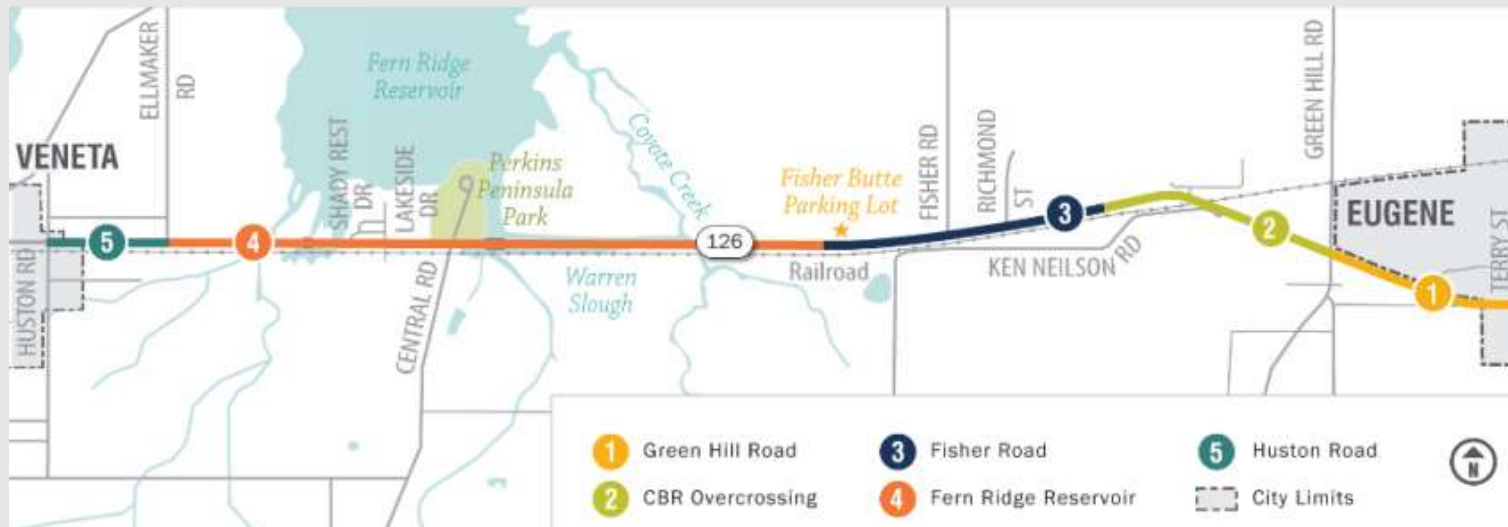 ELLMAKER
RD
Fern Ridge
Reservoir
VENETA
SHADY REST
DR
LAKESIDE
DR
Perkins
Peninsula
Park
Coyote Creek
Fisher Butte
Parking Lot
FISHER RD
RICHMOND
ST
GREEN HILL RD
EUGENE
TERRY ST
5
4
126
3
2
1
HUSTON RD
CENTRAL RD
Warren
Slough
Railroad
KEN NEILSON RD
1 Green Hill Road
2 CBR Overcrossing
3 Fisher Road
4 Fern Ridge Reservoir
5 Huston Road
City Limits
N